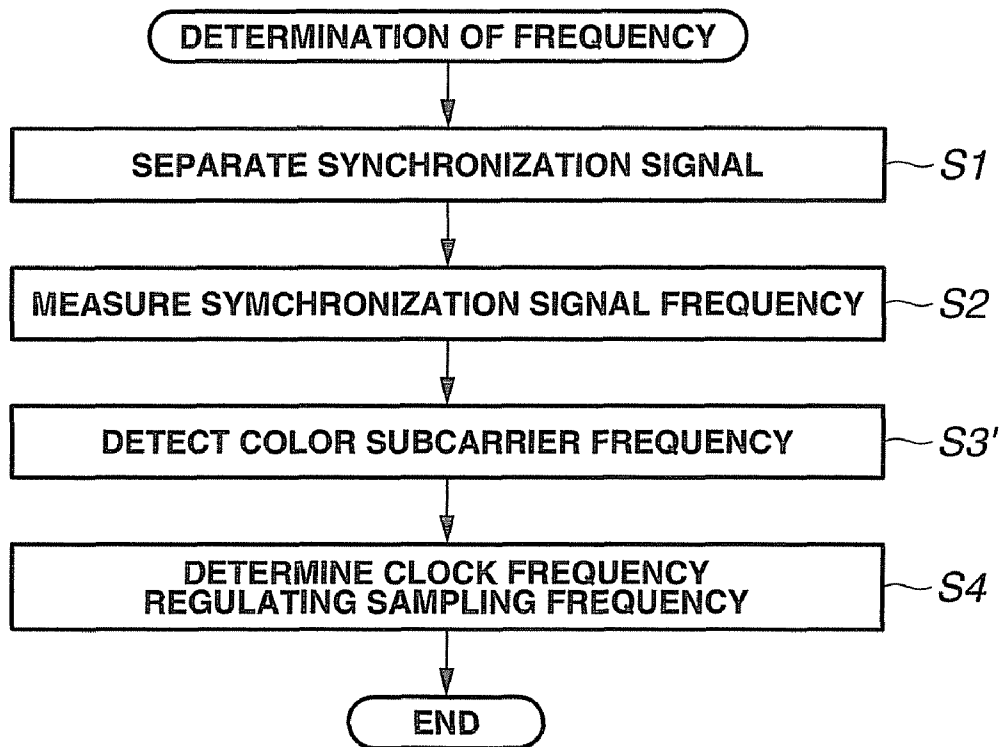 DETERMINATION OF FREQUENCY
SEPARATE SYNCHRONIZATION SIGNAL
S1
MEASURE SYMCHRONIZATION SIGNAL FREQUENCY
S2
DETECT COLOR SUBCARRIER FREQUENCY
S3'
DETERMINE CLOCK FREQUENCY
REGULATING SAMPLING FREQUENCY
S4
END